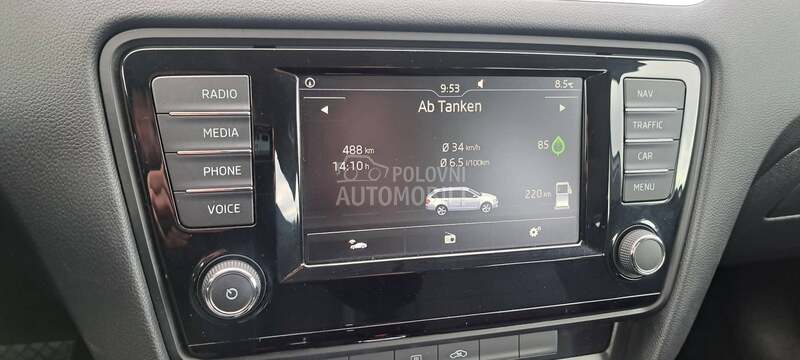 RADIO
MEDIA
PHONE
VOICE
9:53
8.5°C
Ab Tanken
488 km
14:10 h
Ø 34 km/h
Ø 6.5 l/100km
85
220 km
POLOVNI
AUTOMOBILI
NAV
TRAFFIC
CAR
MENU